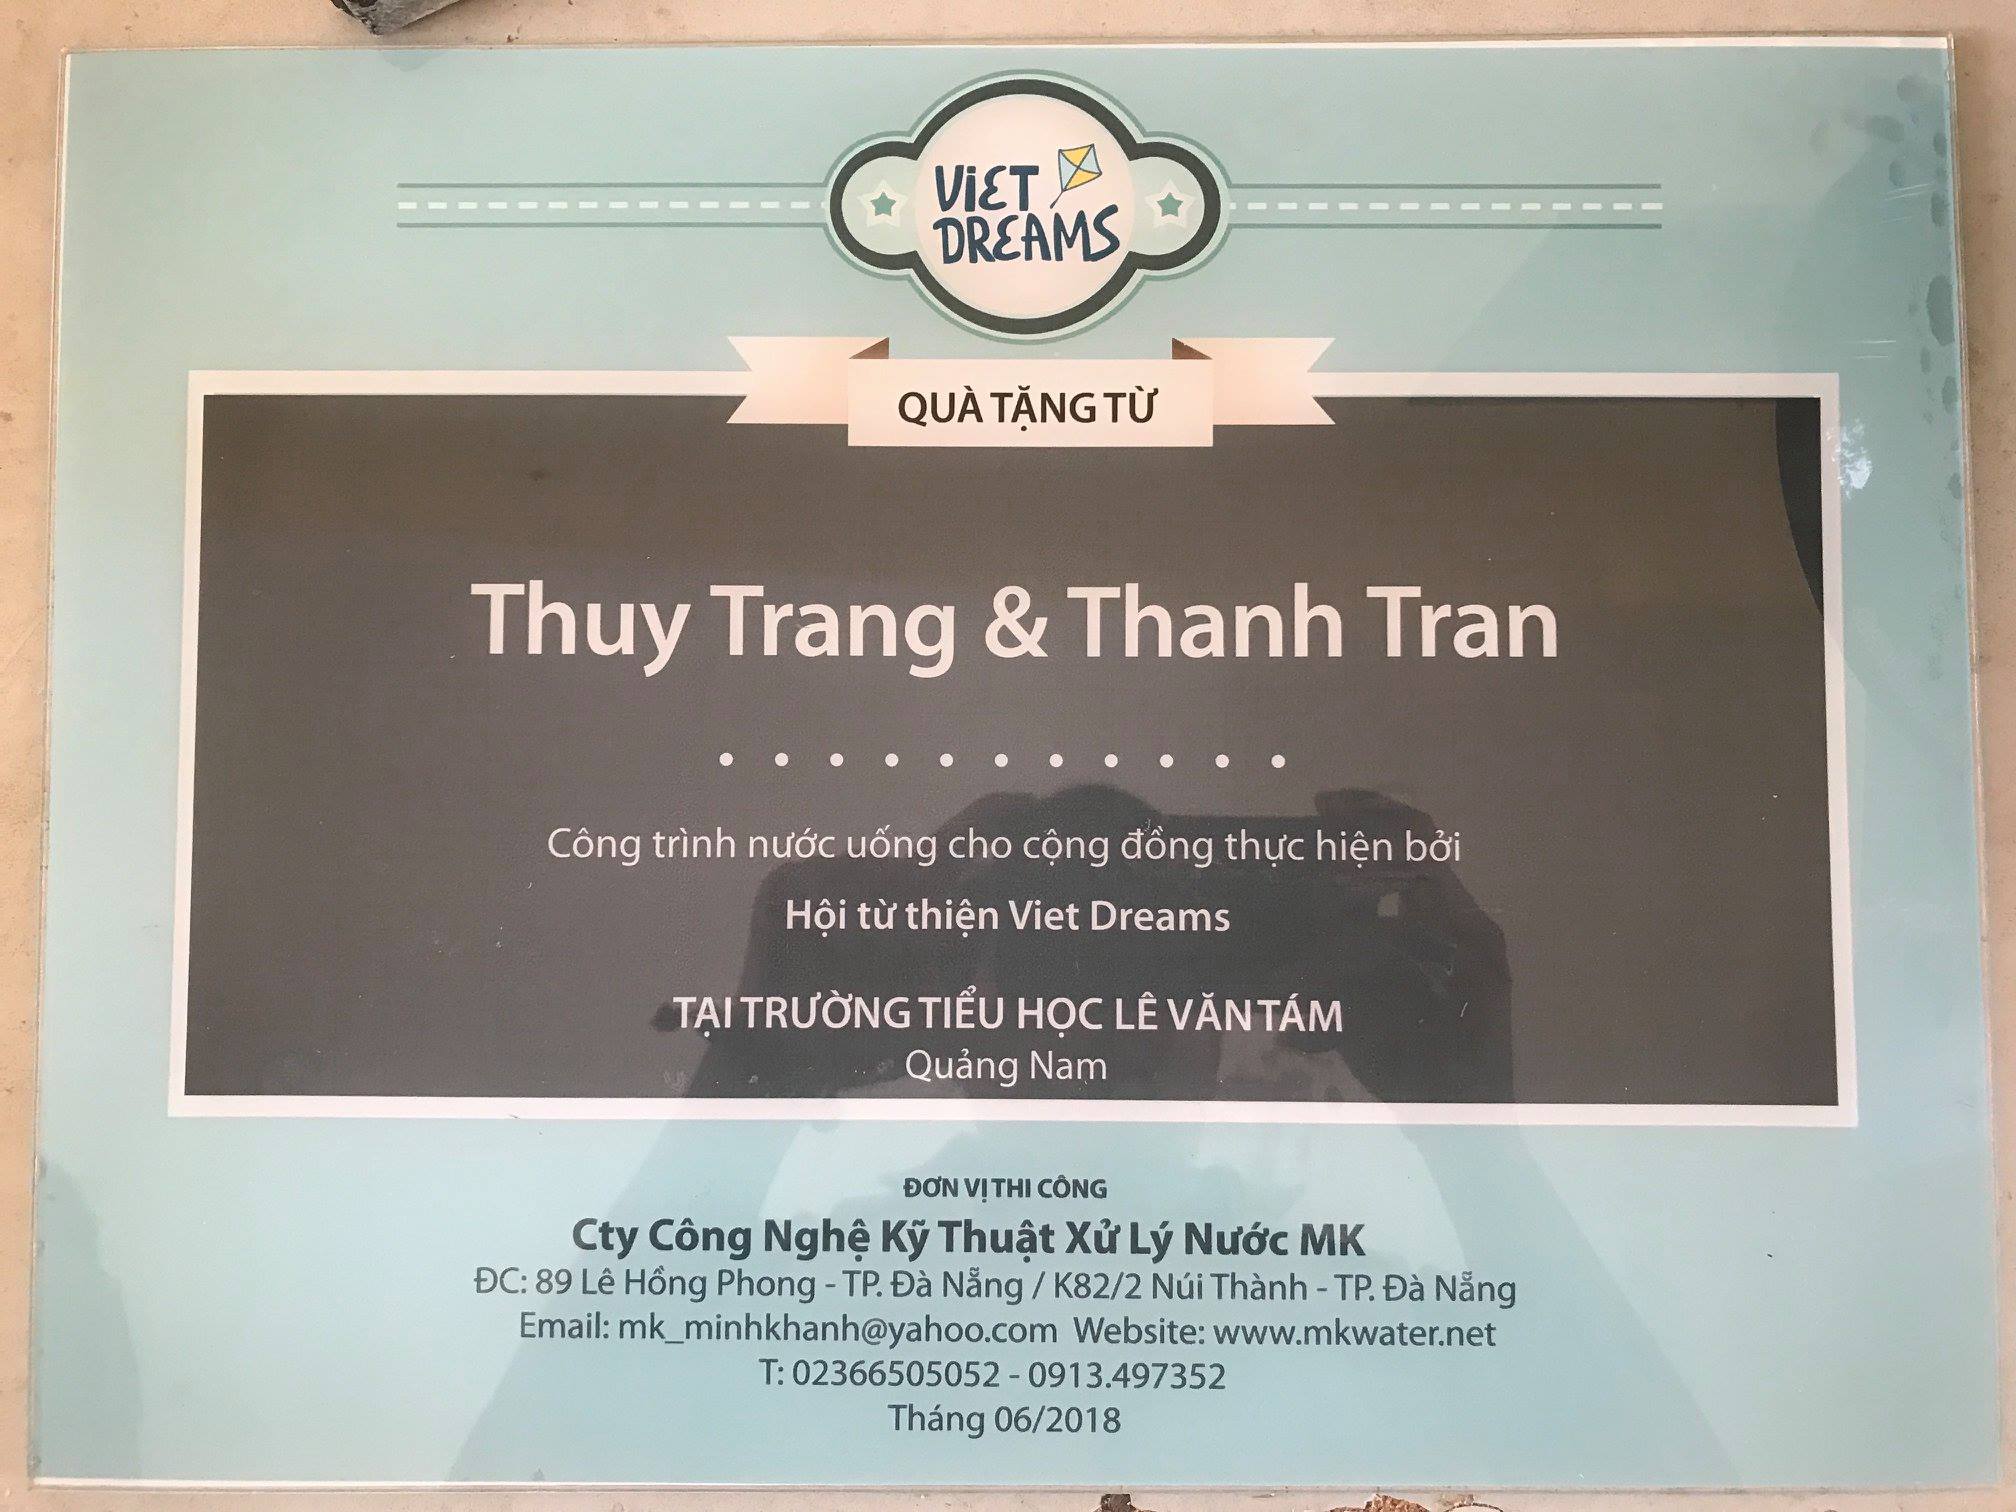 ViET
DREAMS
QUÀ TẶNG TỪ
Thuy Trang & Thanh Tran
Công trình nước uống cho cộng đồng thực hiện bởi
Hội từ thiện Viet Dreams
TẠI TRƯỜNG TIỂU HỌC LÊ VĂN TÁM
Quảng Nam
ĐƠN VỊ THI CÔNG
Cty Công Nghệ Kỹ Thuật Xử Lý Nước MK
ĐC: 89 Lê Hồng Phong - TP. Đà Nẵng / K82/2 Núi Thành - TP. Đà Nẵng
Email: mk_minhkhanh@yahoo.com Website: www.mkwater.net
T: 02366505052 - 0913.497352
Tháng 06/2018